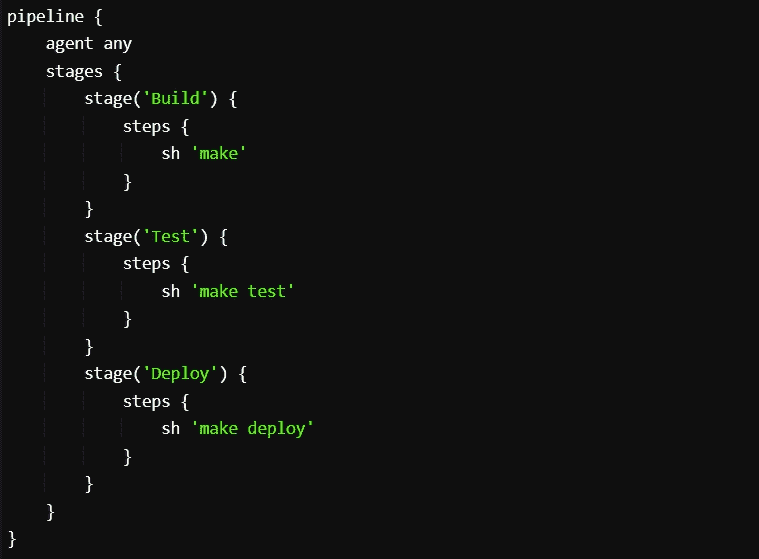 pipeline {
    agent any
    stages {
        stage('Build') {
            steps {
                sh 'make'
            }
        }
        stage('Test') {
            steps {
                sh 'make test'
            }
        }
        stage('Deploy') {
            steps {
                sh 'make deploy'
            }
        }
    }
}